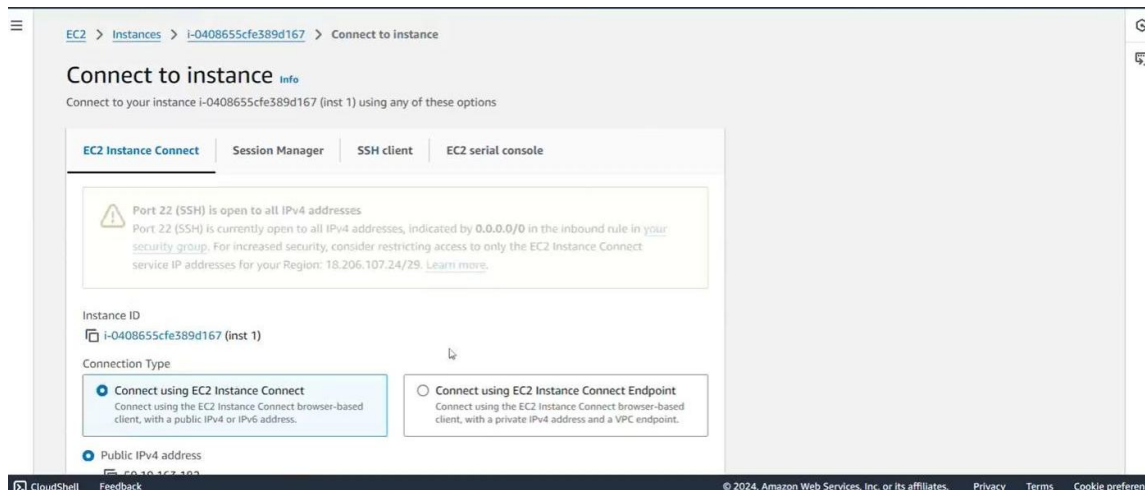 EC2 > Instances > i-0408655cfe389d167 > Connect to instance
Connect to instance Info
Connect to your instance i-0408655cfe389d167 (inst 1) using any of these options
EC2 Instance Connect Session Manager SSH client EC2 serial console
Port 22 (SSH) is open to all IPv4 addresses
Port 22 (SSH) is currently open to all IPv4 addresses, indicated by 0.0.0.0/0 in the inbound rule in your
security group. For increased security, consider restricting access to only the EC2 Instance Connect
service IP addresses for your Region: 18.206.107.24/29. Learn more.
Instance ID
i-0408655cfe389d167 (inst 1)
Connection Type
Connect using EC2 Instance Connect
Connect using the EC2 Instance Connect browser-based
client, with a public IPv4 or IPv6 address.
Connect using EC2 Instance Connect Endpoint
Connect using the EC2 Instance Connect browser-based
client, with a private IPv4 address and a VPC endpoint.
Public IPv4 address
CloudShell Feedback © 2024, Amazon Web Services, Inc. or its affiliates. Privacy Terms Cookie preferen